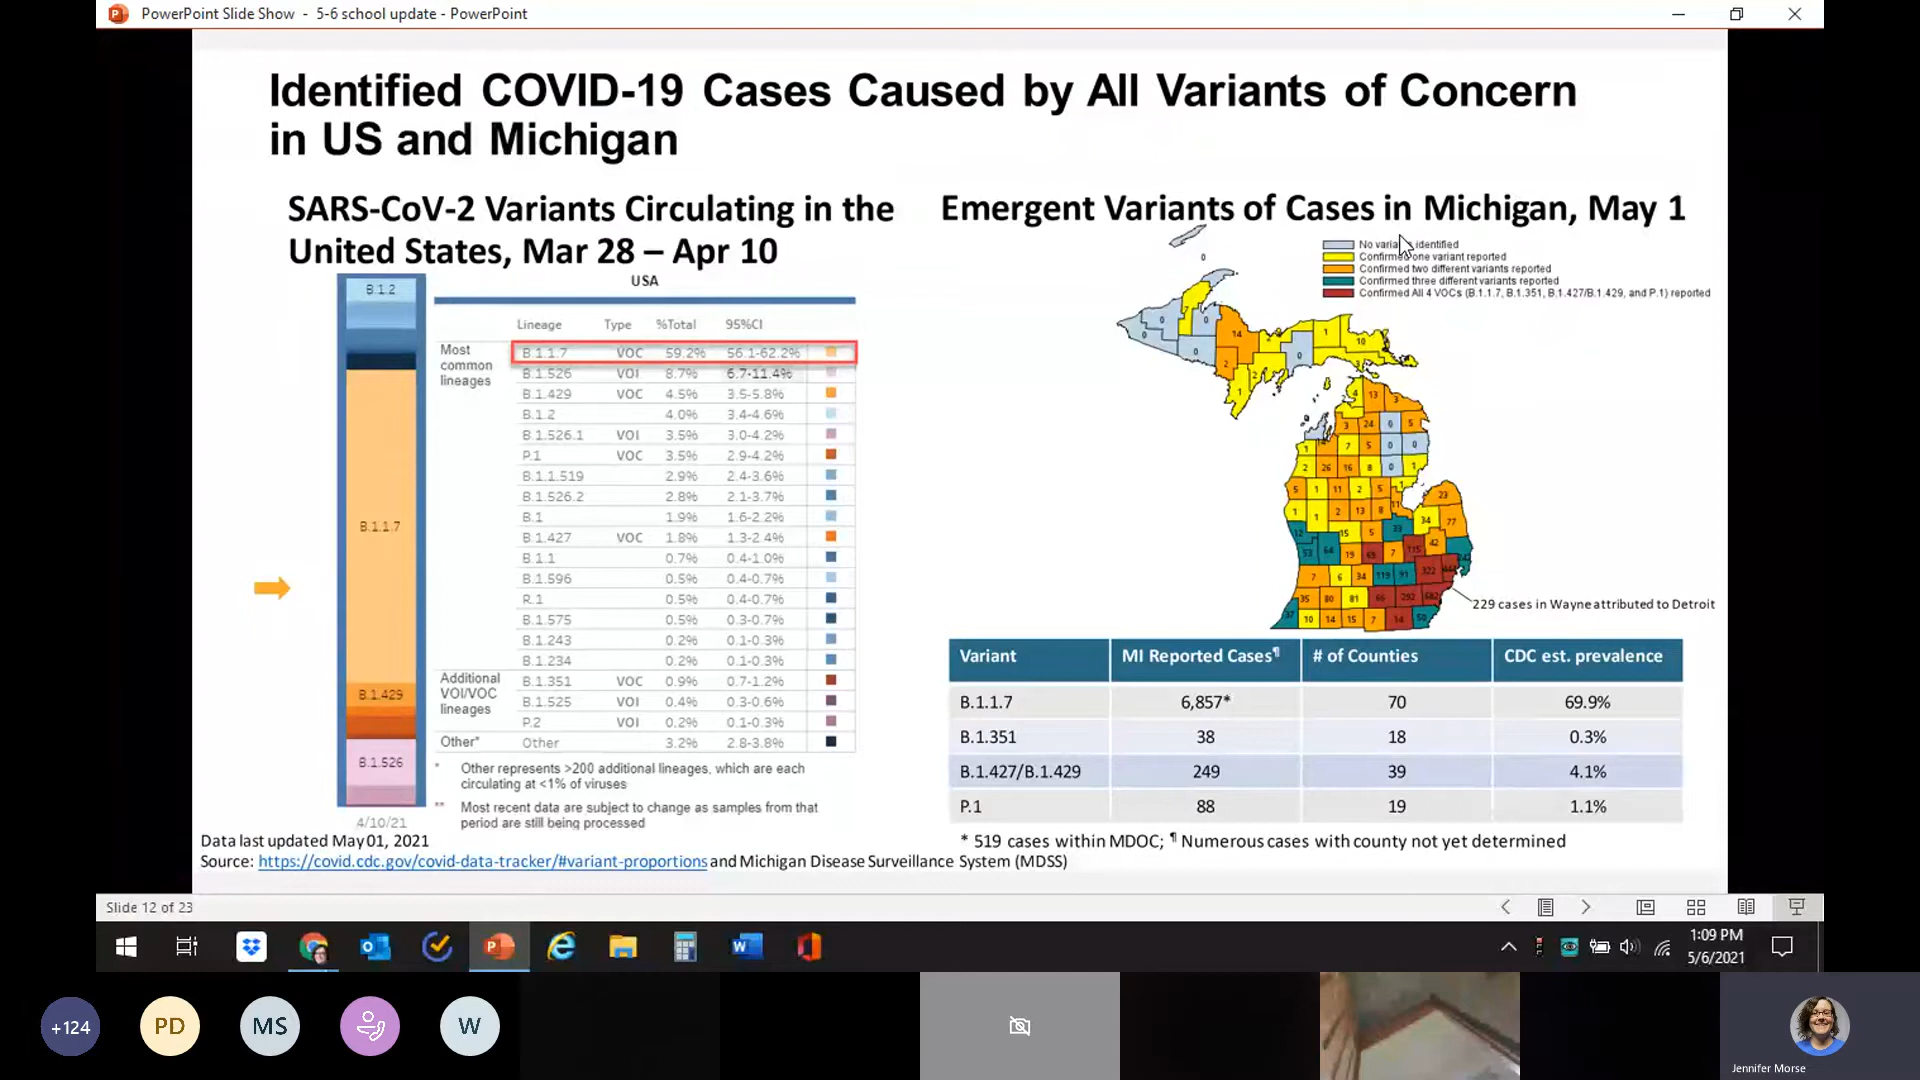 PowerPoint Slide Show - 5-6 school update - PowerPoint
Identified COVID-19 Cases Caused by All Variants of Concern
in US and Michigan
SARS-CoV-2 Variants Circulating in the
United States, Mar 28 – Apr 10
USA
B.1.2
B.1.1.7
B.1.429
B.1.526
4/10/21
Lineage Type %Total 95%CI
Most common lineages
B.1.1.7 VOC 59.2% 56.1-62.2%
B.1.526 VOI 8.7% 6.7-11.4%
B.1.429 VOC 4.5% 3.5-5.8%
B.1.2 4.0% 3.4-4.6%
B.1.526.1 VOI 3.5% 3.0-4.2%
P.1 VOC 3.5% 2.9-4.2%
B.1.1.519 2.9% 2.4-3.6%
B.1.526.2 2.8% 2.1-3.7%
B.1 1.9% 1.6-2.2%
B.1.427 VOC 1.8% 1.3-2.4%
B.1.1 0.7% 0.4-1.0%
B.1.596 0.5% 0.4-0.7%
R.1 0.5% 0.4-0.7%
B.1.575 0.5% 0.3-0.7%
B.1.243 0.2% 0.1-0.3%
B.1.234 0.2% 0.1-0.3%
Additional VOI/VOC lineages
B.1.351 VOC 0.9% 0.7-1.2%
B.1.525 VOI 0.4% 0.3-0.6%
P.2 VOI 0.2% 0.1-0.3%
Other* Other 3.2% 2.8-3.8%
* Other represents >200 additional lineages, which are each
circulating at <1% of viruses
** Most recent data are subject to change as samples from that
period are still being processed
Data last updated May 01, 2021
Source: https://covid.cdc.gov/covid-data-tracker/#variant-proportions and Michigan Disease Surveillance System (MDSS)
Emergent Variants of Cases in Michigan, May 1
identified
Confirmed one variant reported
Confirmed two different variants reported
Confirmed three different variants reported
Confirmed All 4 VOCs (B.1.1.7, B.1.351, B.1.427/B.1.429, and P.1) reported
229 cases in Wayne attributed to Detroit
Variant MI Reported Cases¶ # of Counties CDC est. prevalence
B.1.1.7 6,857* 70 69.9%
B.1.351 38 18 0.3%
B.1.427/B.1.429 249 39 4.1%
P.1 88 19 1.1%
* 519 cases within MDOC; ¶ Numerous cases with county not yet determined
Slide 12 of 23
1:09 PM
5/6/2021
+124
PD
MS
W
Jennifer Morse